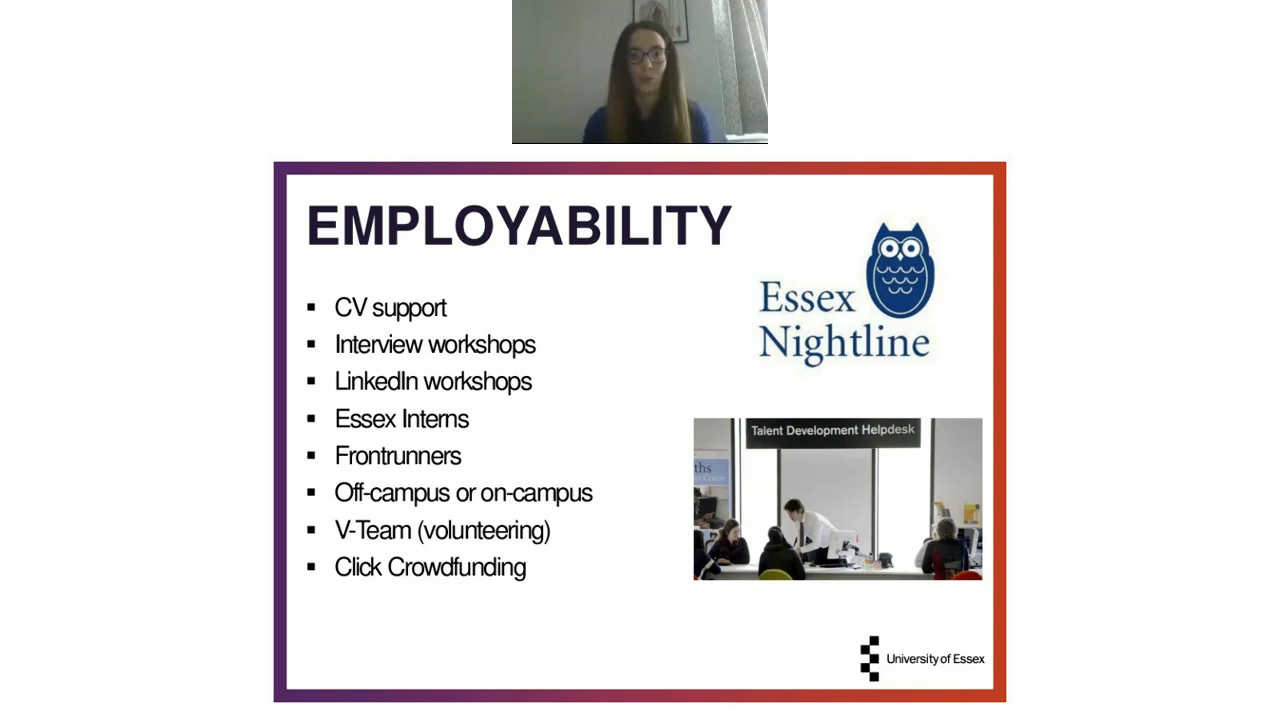 EMPLOYABILITY
CV support
Interview workshops
LinkedIn workshops
Essex Interns
Frontrunners
Off-campus or on-campus
V-Team (volunteering)
Click Crowdfunding
Essex
Nightline
Talent Development Helpdesk
ths
University of Essex